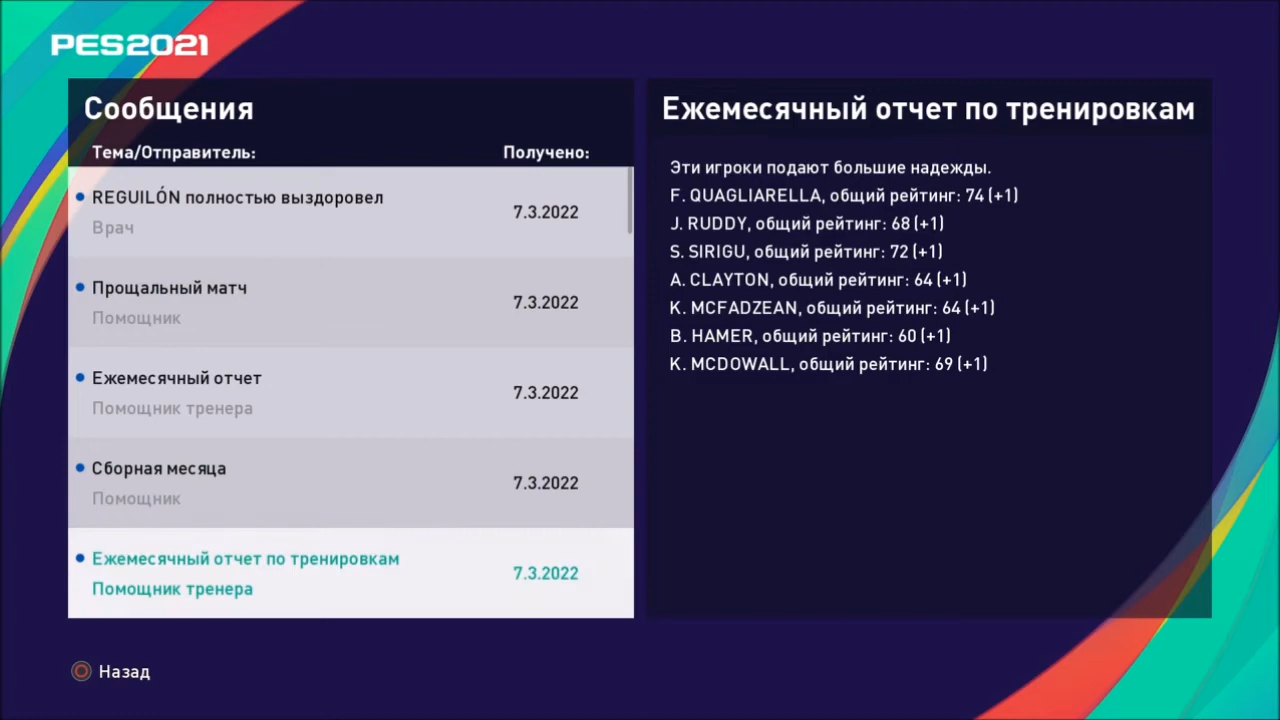 PES2021
Сообщения
Тема/Отправитель:
Получено:
REGUILÓN полностью выздоровел
Врач
7.3.2022
Прощальный матч
Помощник
7.3.2022
Ежемесячный отчет
Помощник тренера
7.3.2022
Сборная месяца
Помощник
7.3.2022
Ежемесячный отчет по тренировкам
Помощник тренера
7.3.2022
Ежемесячный отчет по тренировкам
Эти игроки подают большие надежды.
F. QUAGLIARELLA, общий рейтинг: 74 (+1)
J. RUDDY, общий рейтинг: 68 (+1)
S. SIRIGU, общий рейтинг: 72 (+1)
A. CLAYTON, общий рейтинг: 64 (+1)
K. MCFADZEAN, общий рейтинг: 64 (+1)
B. HAMER, общий рейтинг: 60 (+1)
K. MCDOWALL, общий рейтинг: 69 (+1)
Назад